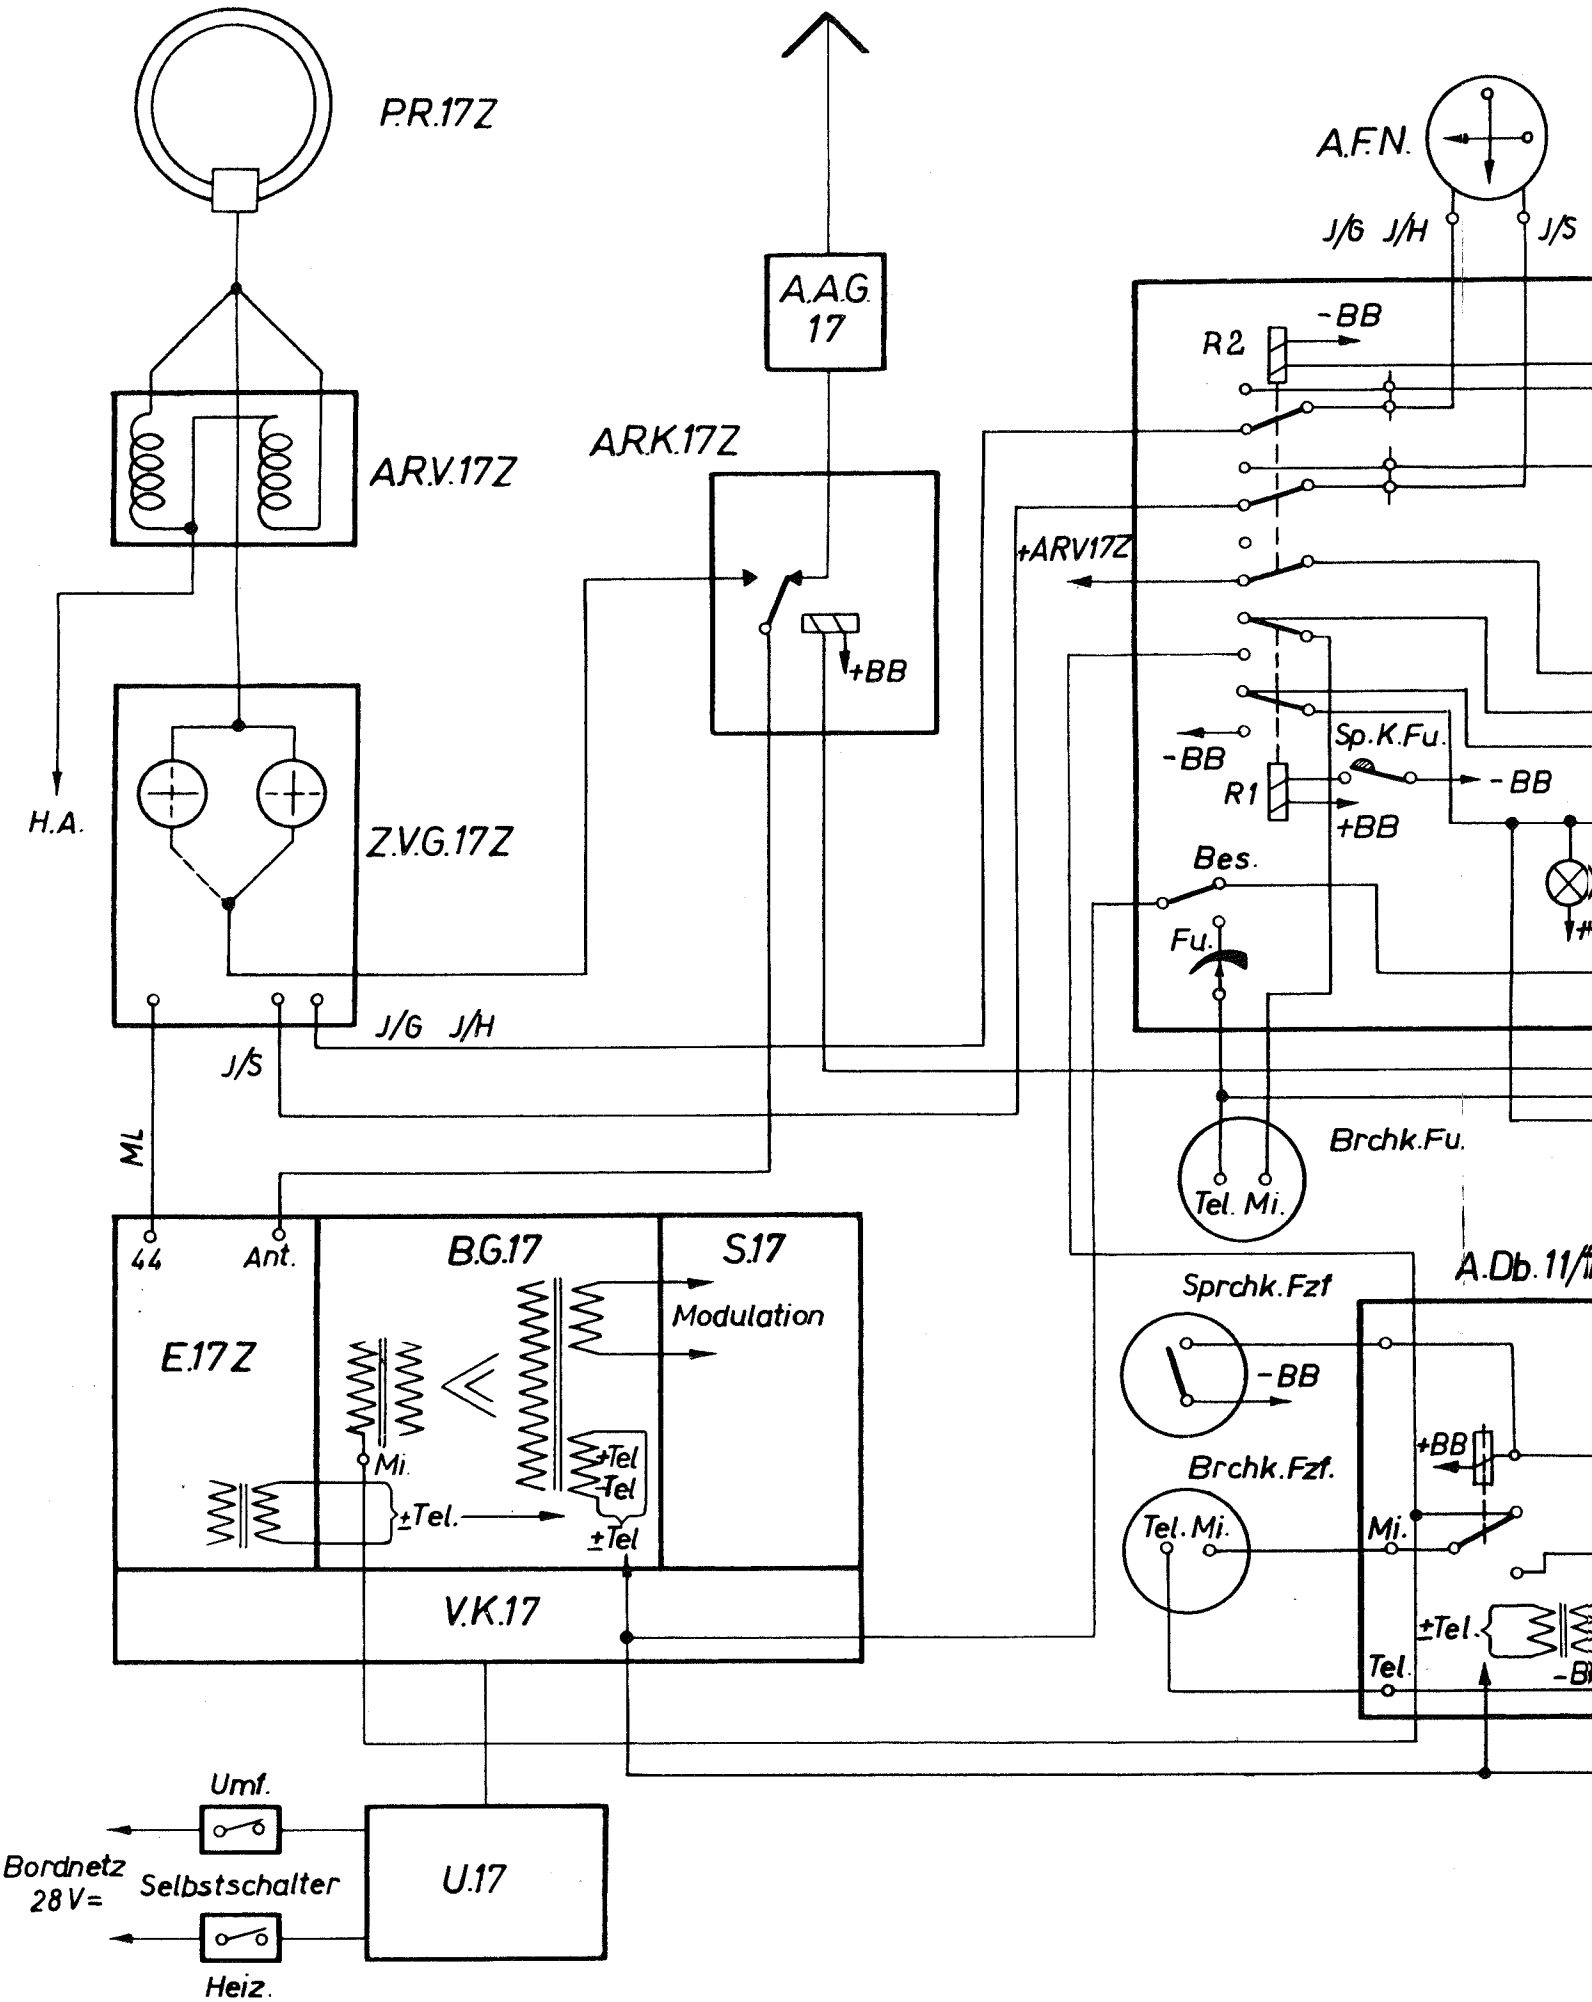 P.R.17Z
A.F.N.
J/G J/H
J/S
A.A.G.
17
-BB
R2
A.R.K.17Z
A.R.V.17Z
+ARV17Z
+BB
Sp.K.Fu.
-BB
-BB
R1
+BB
H.A.
Z.V.G.17Z
Bes.
Fu.
J/G J/H
J/S
ML
Brchk.Fu.
Tel. Mi.
44
Ant.
B.G.17
S.17
A.Db.11/
Sprchk.Fzf
Modulation
E.17Z
-BB
+BB
Mi.
+Tel
-Tel
Brchk.Fzf.
±Tel.
±Tel
Tel. Mi.
Mi.
V.K.17
±Tel.
Tel.
-B
Umf.
Bordnetz
28V=
Selbstschalter
U.17
Heiz.